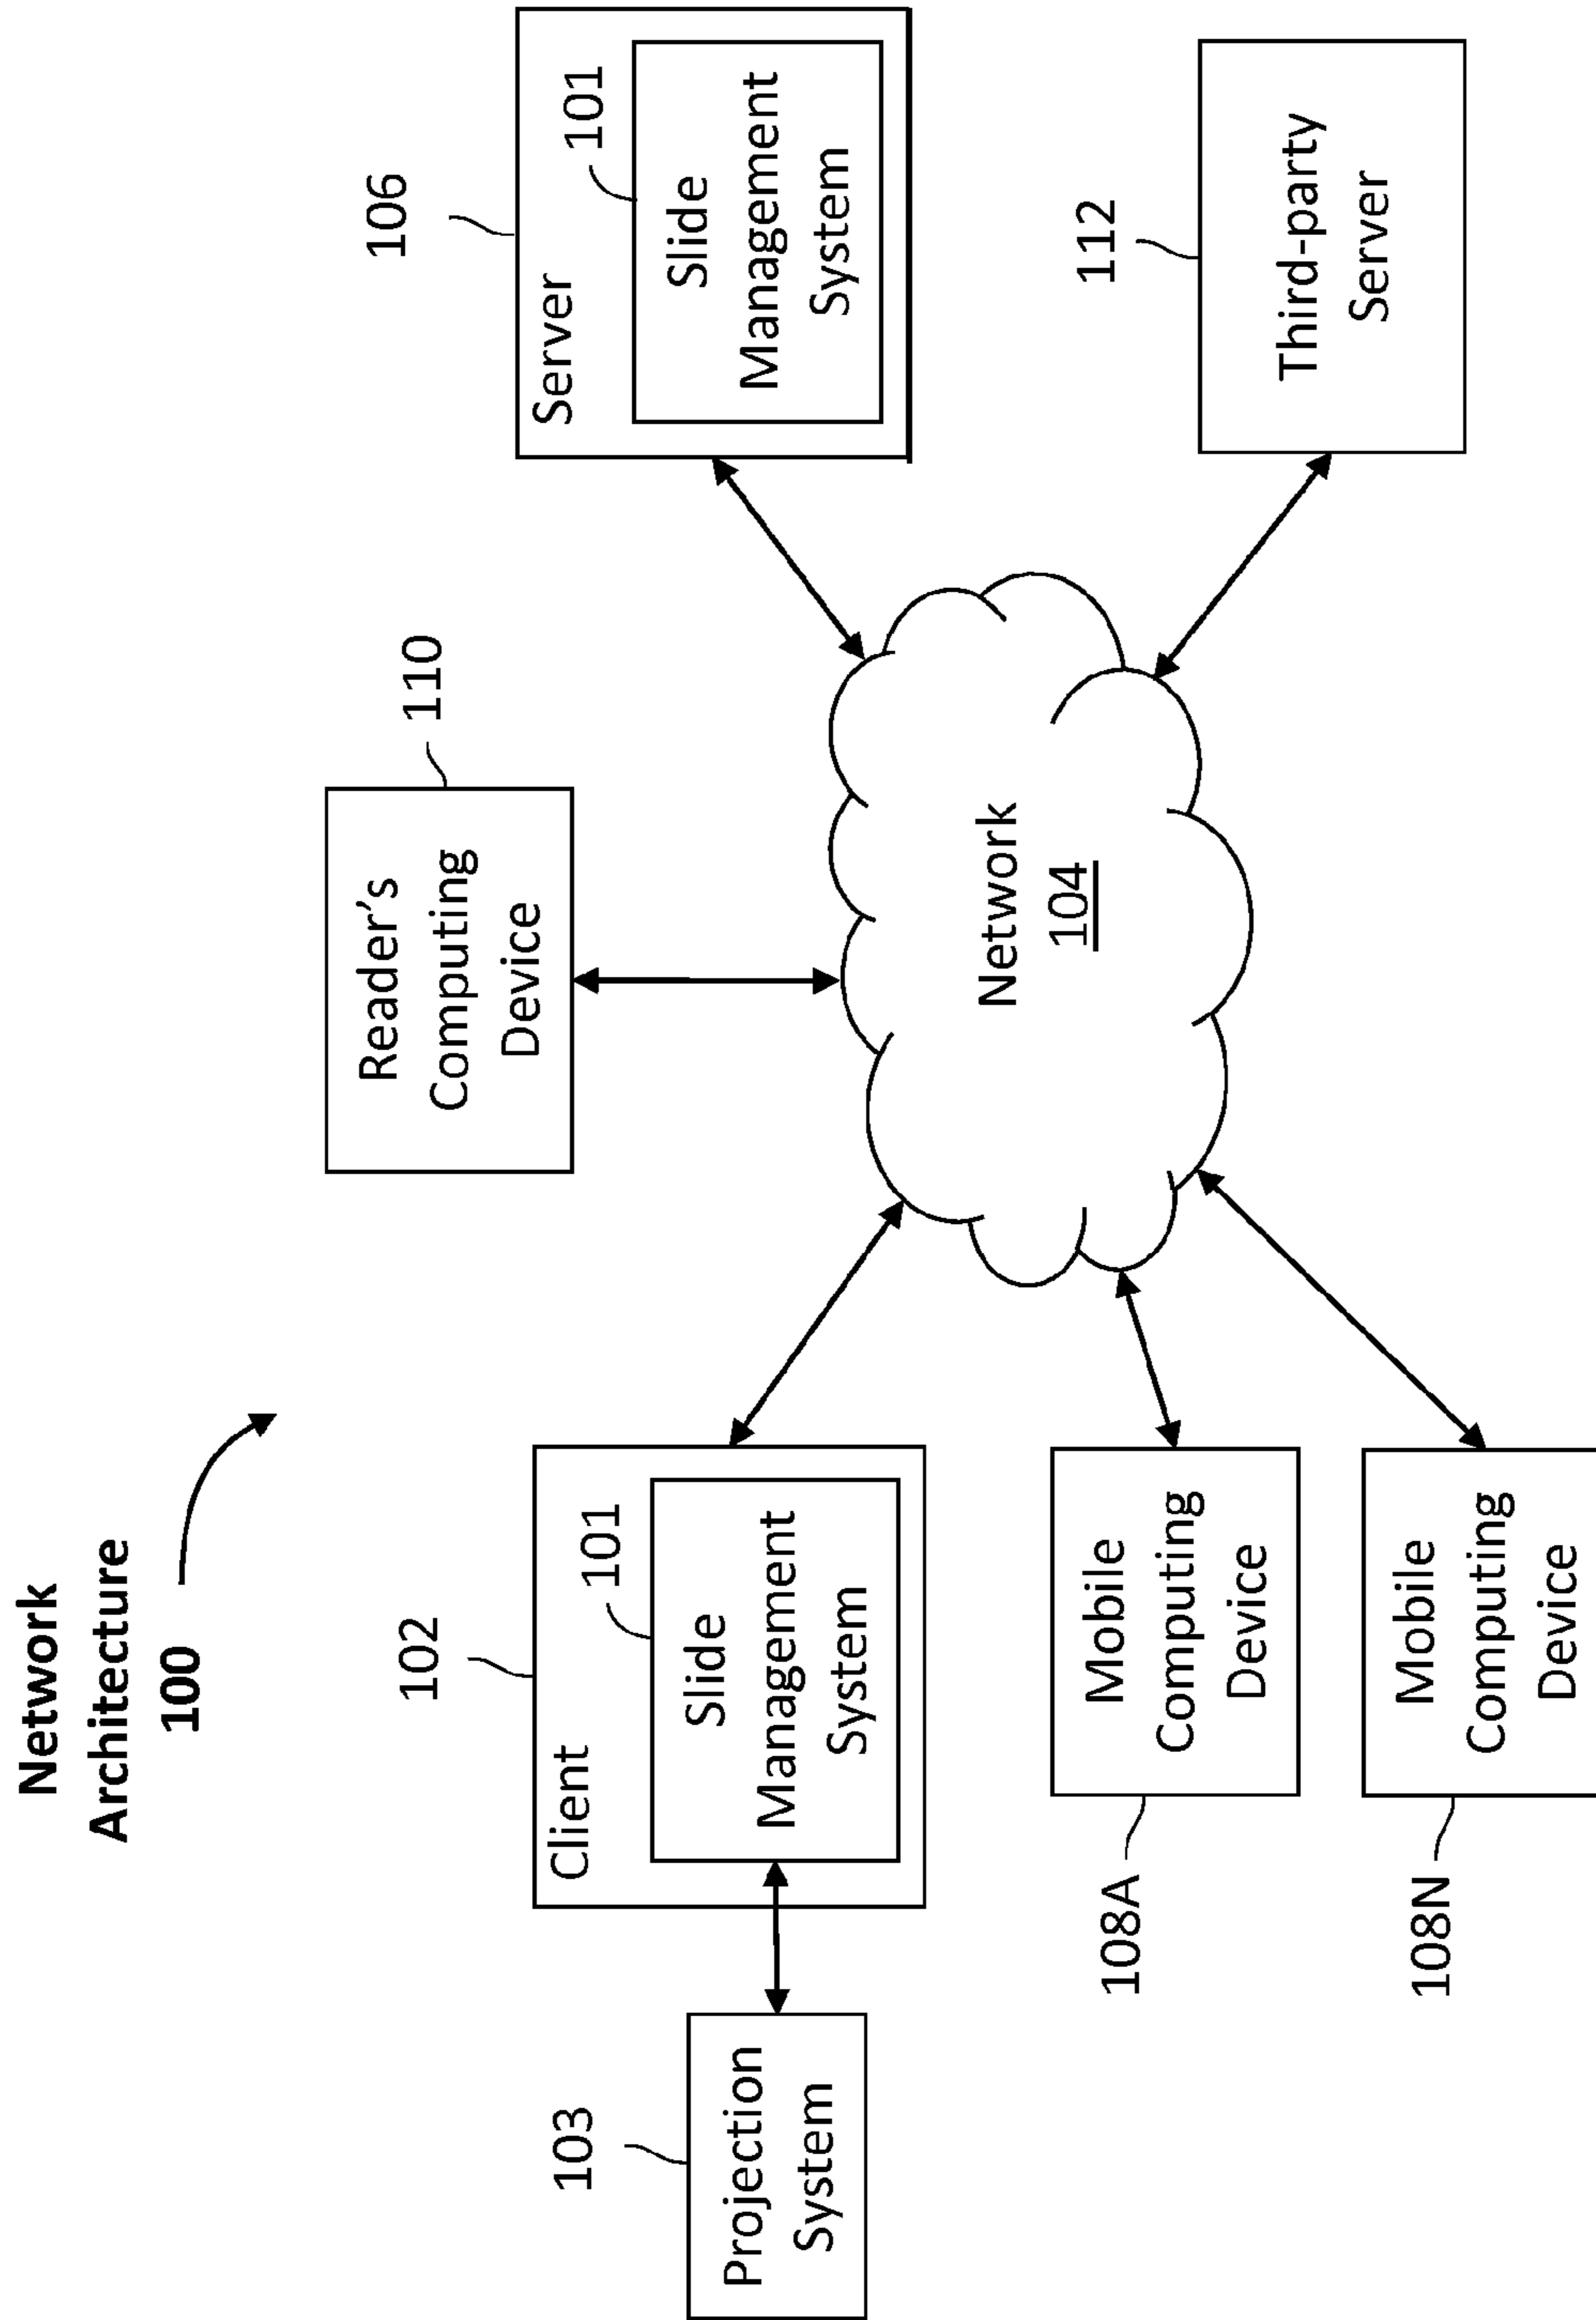 Network
Architecture
100
110
Reader's
Computing
Device
106
Server
101
Slide
Management
System
102
Client
101
Slide
Management
System
103
Projection
System
Network
104
112
Third-party
Server
108A
Mobile
Computing
Device
108N
Mobile
Computing
Device